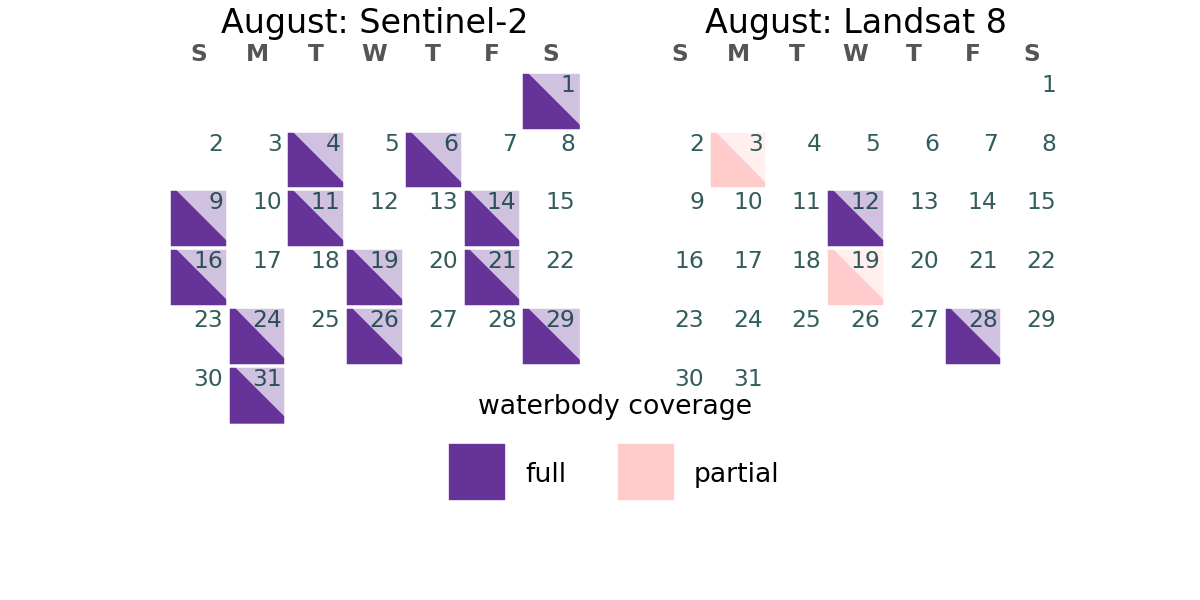 August: Sentinel-2
S M T W T F S
1
2 3 4 5 6 7 8
9 10 11 12 13 14 15
16 17 18 19 20 21 22
23 24 25 26 27 28 29
30 31
August: Landsat 8
S M T W T F S
1
2 3 4 5 6 7 8
9 10 11 12 13 14 15
16 17 18 19 20 21 22
23 24 25 26 27 28 29
30 31
waterbody coverage
full partial